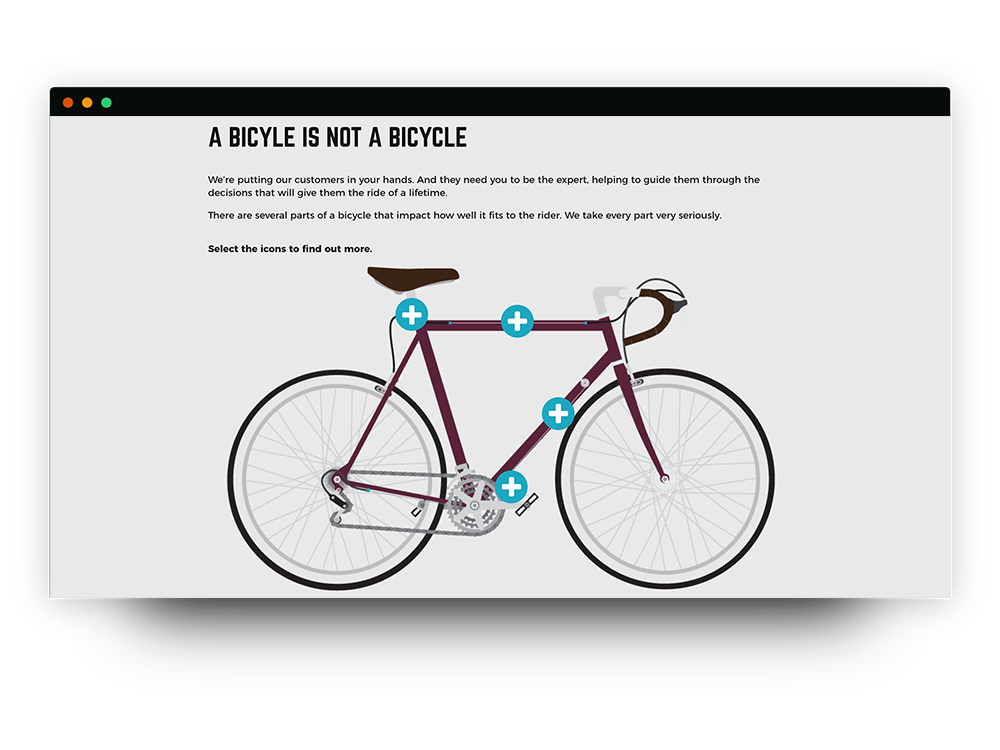 A BICYLE IS NOT A BICYCLE
We're putting our customers in your hands. And they need you to be the expert, helping to guide them through the
decisions that will give them the ride of a lifetime.
There are several parts of a bicycle that impact how well it fits to the rider. We take every part very seriously.
Select the icons to find out more.